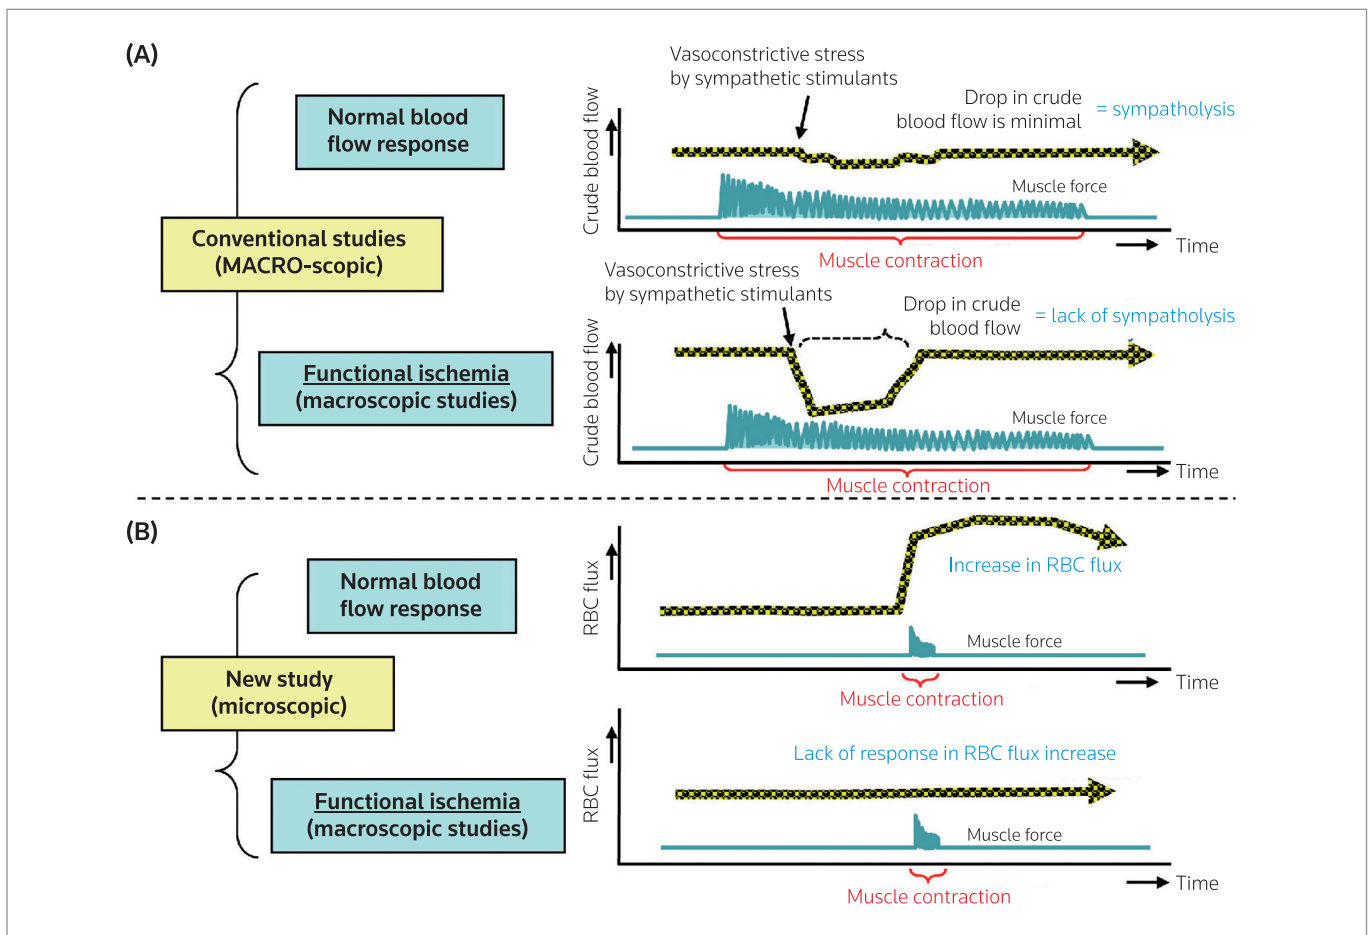 (A)
Normal blood
flow response
Conventional studies
(MACRO-scopic)
Functional ischemia
(macroscopic studies)
Vasoconstrictive stress
by sympathetic stimulants
Drop in crude
blood flow is minimal
= sympatholysis
Crude blood flow
Muscle force
Time
Muscle contraction
Vasoconstrictive stress
by sympathetic stimulants
Drop in crude
blood flow
= lack of sympatholysis
Crude blood flow
Muscle force
Time
Muscle contraction
(B)
Normal blood
flow response
New study
(microscopic)
Functional ischemia
(macroscopic studies)
RBC flux
Increase in RBC flux
Muscle force
Time
Muscle contraction
RBC flux
Lack of response in RBC flux increase
Muscle force
Time
Muscle contraction